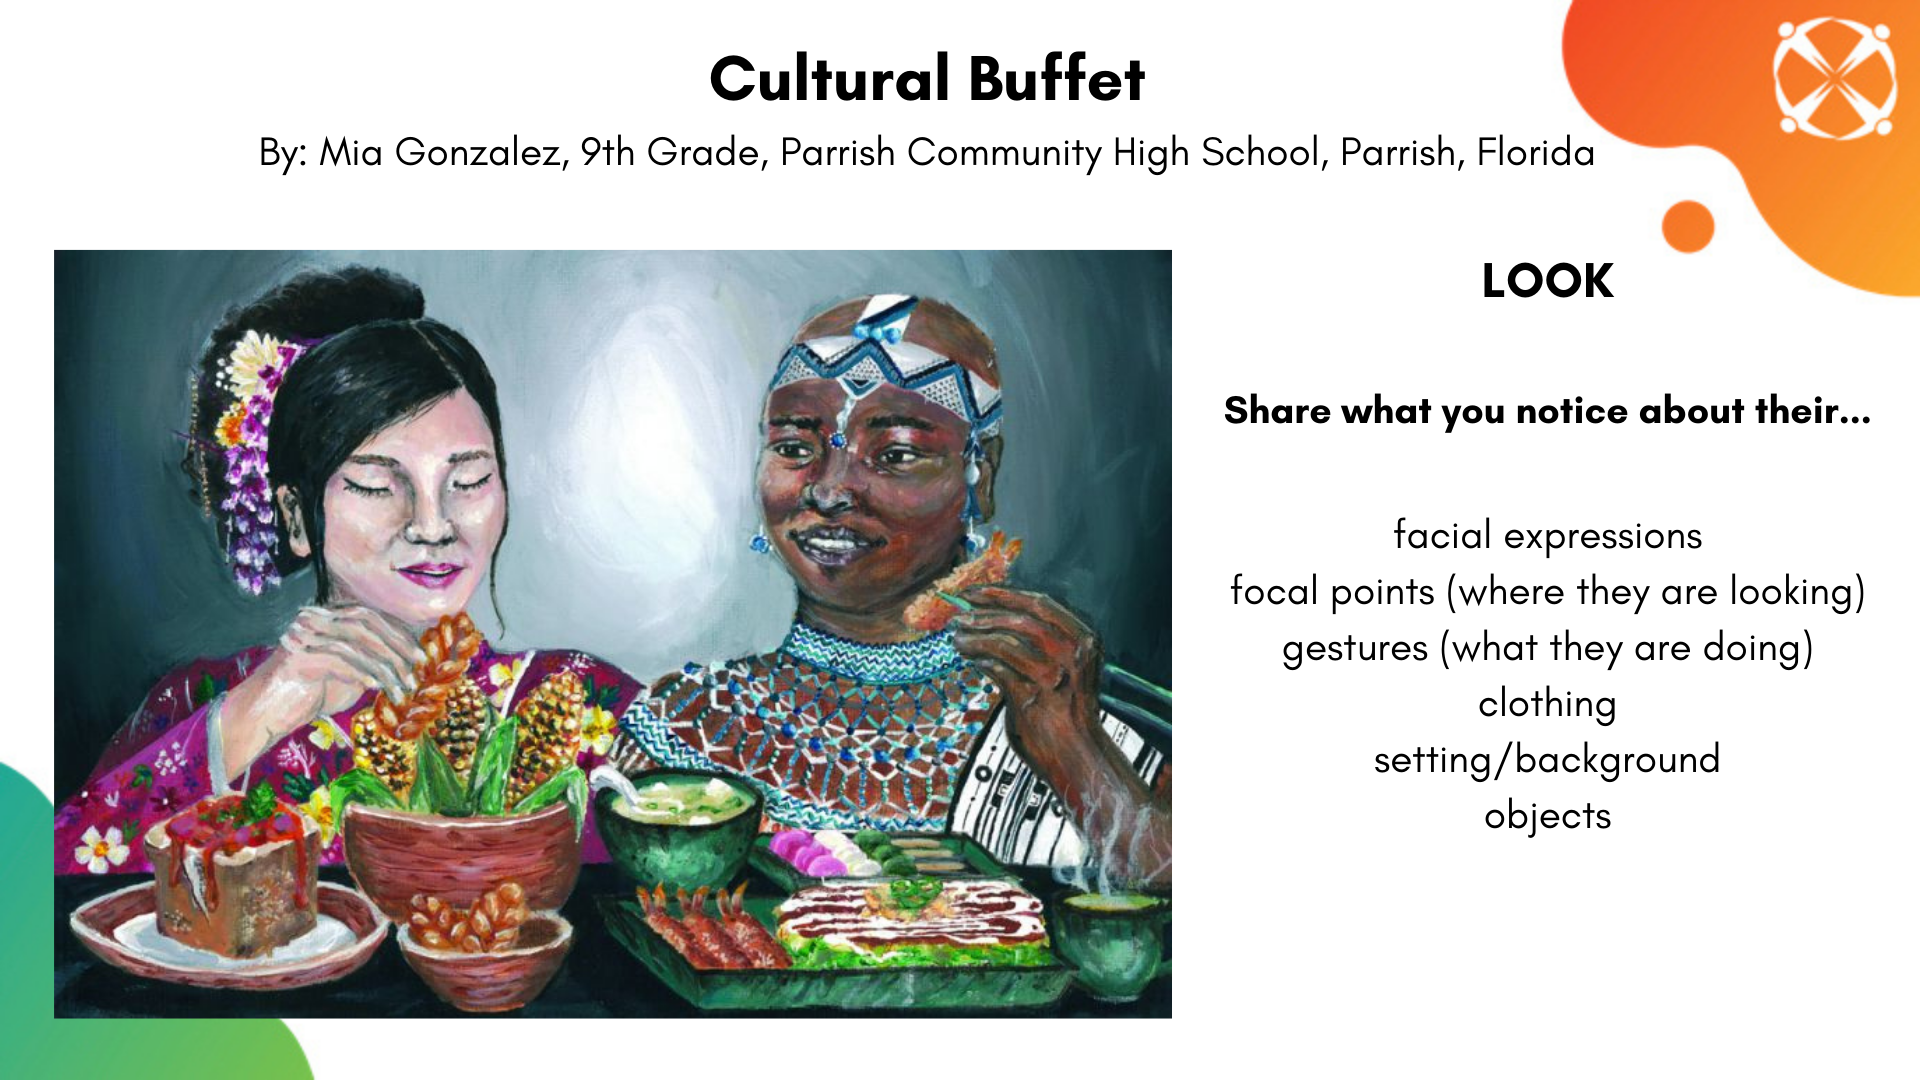 Cultural Buffet
By: Mia Gonzalez, 9th Grade, Parrish Community High School, Parrish, Florida
LOOK
Share what you notice about their...
facial expressions
focal points (where they are looking)
gestures (what they are doing)
clothing
setting/background
objects